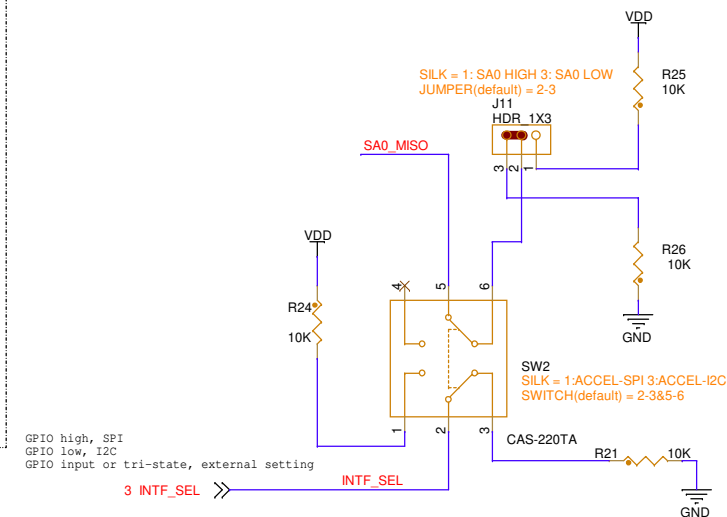 VDD
R25
10K
SILK = 1: SA0 HIGH 3: SA0 LOW
JUMPER(default) = 2-3
J11
HDR_1X3
SA0_MISO
3
2
1
VDD
R26
10K
4
5
6
R24
10K
GND
SW2
SILK = 1:ACCEL-SPI 3:ACCEL-I2C
SWITCH(default) = 2-3&5-6
1
2
3
CAS-220TA
GPIO high, SPI
GPIO low, I2C
GPIO input or tri-state, external setting
R21
10K
3 INTF_SEL
INTF_SEL
GND